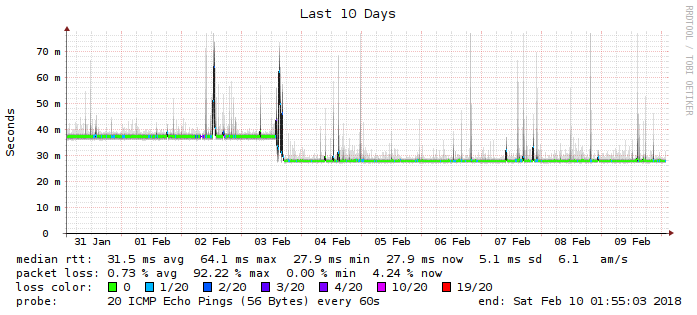 Last 10 Days
RRDTOOL / TOBI OETIKER
Seconds
70 m
60 m
50 m
40 m
30 m
20 m
10 m
0
31 Jan 01 Feb 02 Feb 03 Feb 04 Feb 05 Feb 06 Feb 07 Feb 08 Feb 09 Feb
median rtt: 31.5 ms avg 64.1 ms max 27.9 ms min 27.9 ms now 5.1 ms sd 6.1 am/s
packet loss: 0.73 % avg 92.22 % max 0.00 % min 4.24 % now
loss color: 0 1/20 2/20 3/20 4/20 10/20 19/20
probe: 20 ICMP Echo Pings (56 Bytes) every 60s end: Sat Feb 10 01:55:03 2018